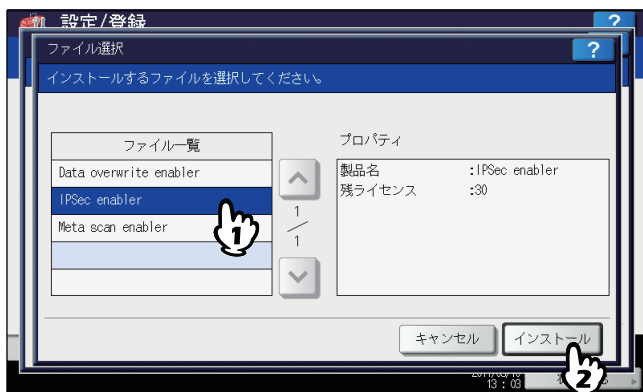 設定/登録
?
ファイル選択
?
インストールするファイルを選択してください。
ファイル一覧
Data overwrite enabler
IPSec enabler
Meta scan enabler
1
/
1
プロパティ
製品名 :IPSec enabler
残ライセンス :30
キャンセル
インストール
13:03
1
2